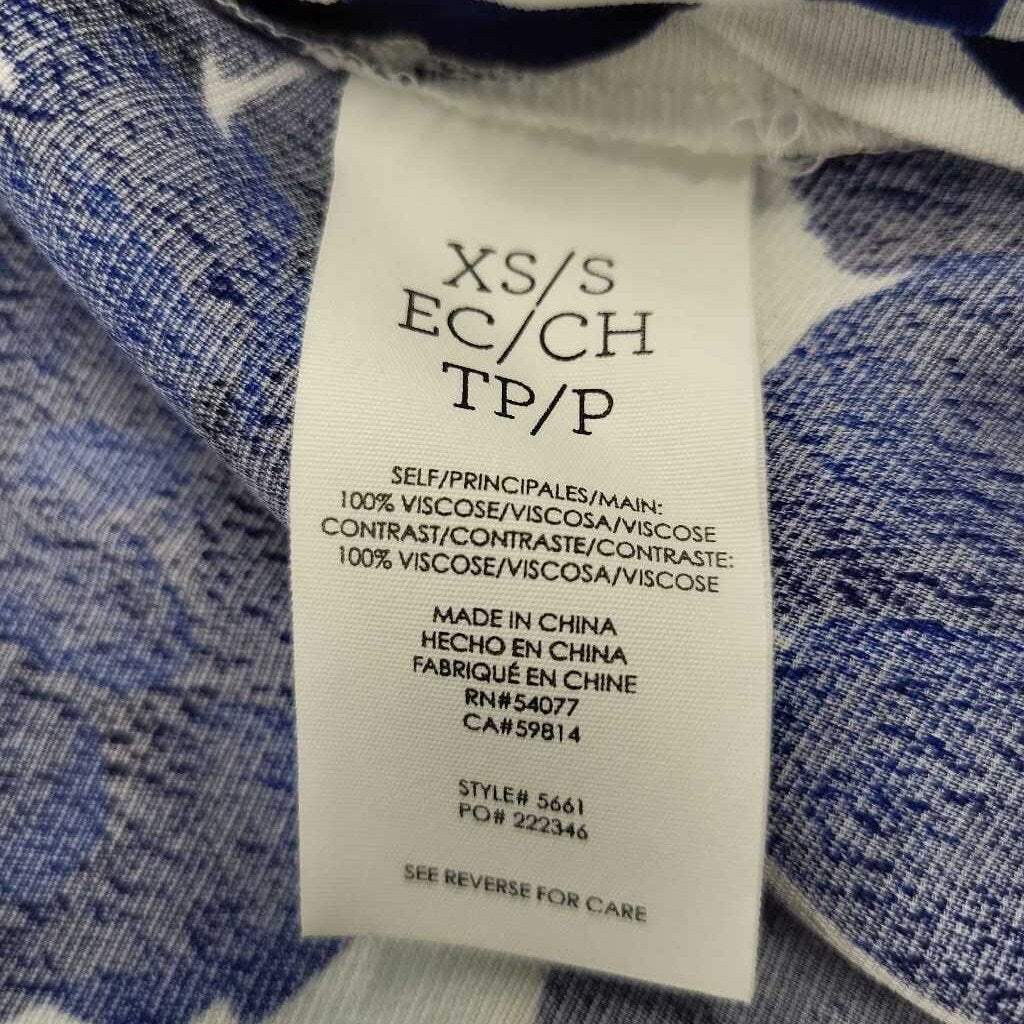 XS/S
EC/CH
TP/P
SELF/PRINCIPALES/MAIN:
100% VISCOSE/VISCOSA/VISCOSE
CONTRAST/CONTRASTE/CONTRASTE:
100% VISCOSE/VISCOSA/VISCOSE
MADE IN CHINA
HECHO EN CHINA
FABRIQUÉ EN CHINE
RN#54077
CA#59814
STYLE# 5661
PO# 222346
SEE REVERSE FOR CARE